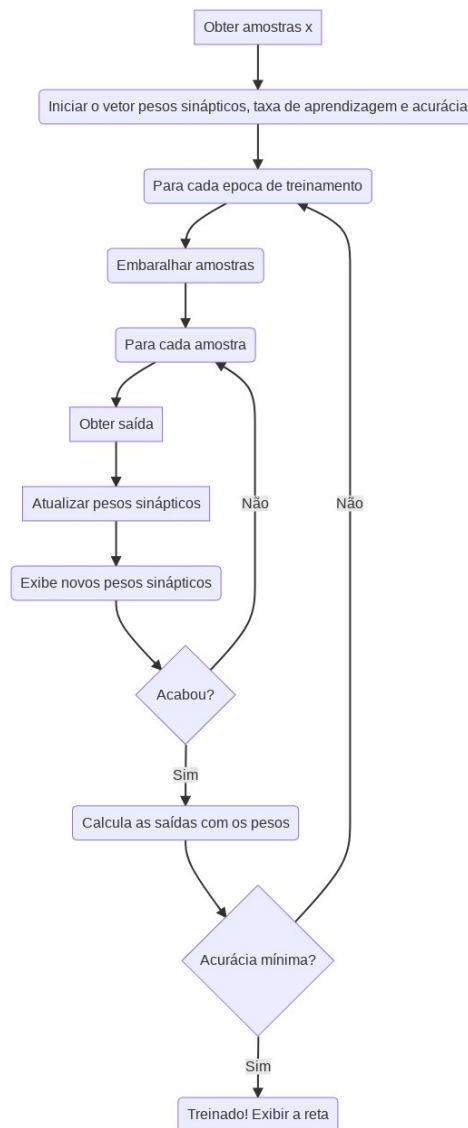 Obter amostras x
Iniciar o vetor pesos sinápticos, taxa de aprendizagem e acurácia
Para cada epoca de treinamento
Embaralhar amostras
Para cada amostra
Obter saída
Atualizar pesos sinápticos
Não
Não
Exibe novos pesos sinápticos
Acabou?
Sim
Calcula as saídas com os pesos
Acurácia mínima?
Sim
Treinado! Exibir a reta